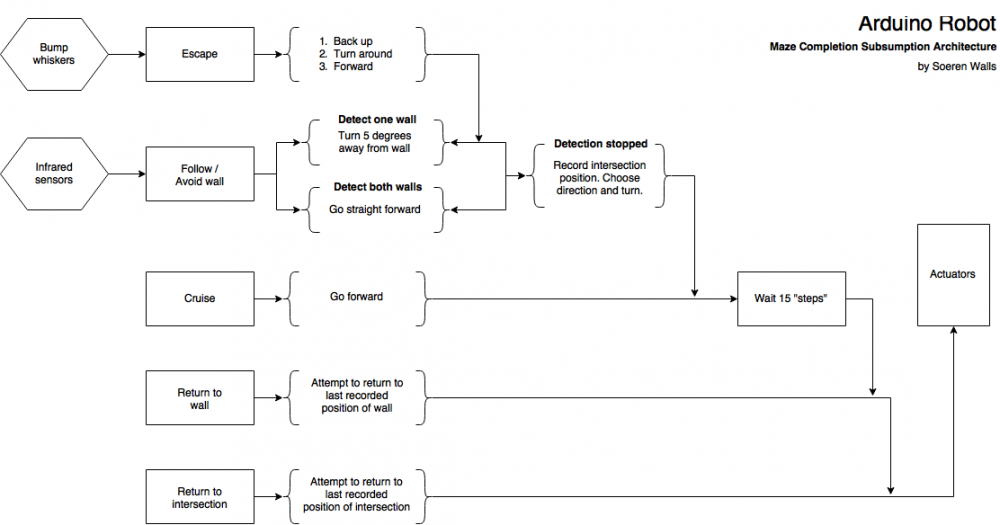 Arduino Robot
Maze Completion Subsumption Architecture
by Soeren Walls
Bump
whiskers
Escape
1. Back up
2. Turn around
3. Forward
Infrared
sensors
Follow /
Avoid wall
Detect one wall
Turn 5 degrees
away from wall
Detect both walls
Go straight forward
Detection stopped
Record intersection
position. Choose
direction and turn.
Cruise
Go forward
Wait 15 "steps"
Actuators
Return to
wall
Attempt to return to
last recorded
position of wall
Return to
intersection
Attempt to return to
last recorded
position of intersection